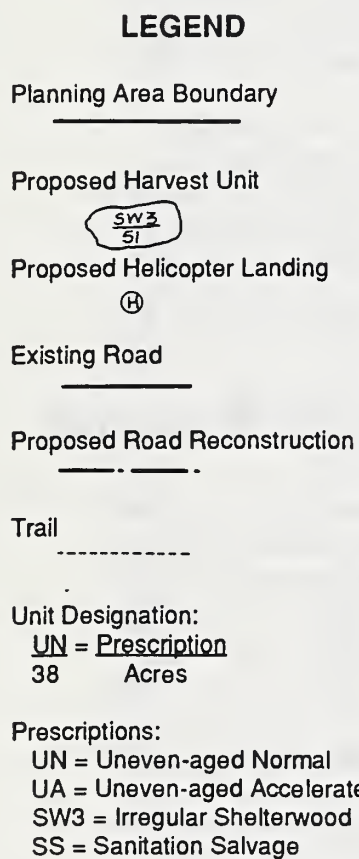 LEGEND
Planning Area Boundary
Proposed Harvest Unit
SW3
51
Proposed Helicopter Landing
H
Existing Road
Proposed Road Reconstruction
Trail
Unit Designation:
UN = Prescription
38 Acres
Prescriptions:
UN = Uneven-aged Normal
UA = Uneven-aged Accelerate
SW3 = Irregular Shelterwood
SS = Sanitation Salvage